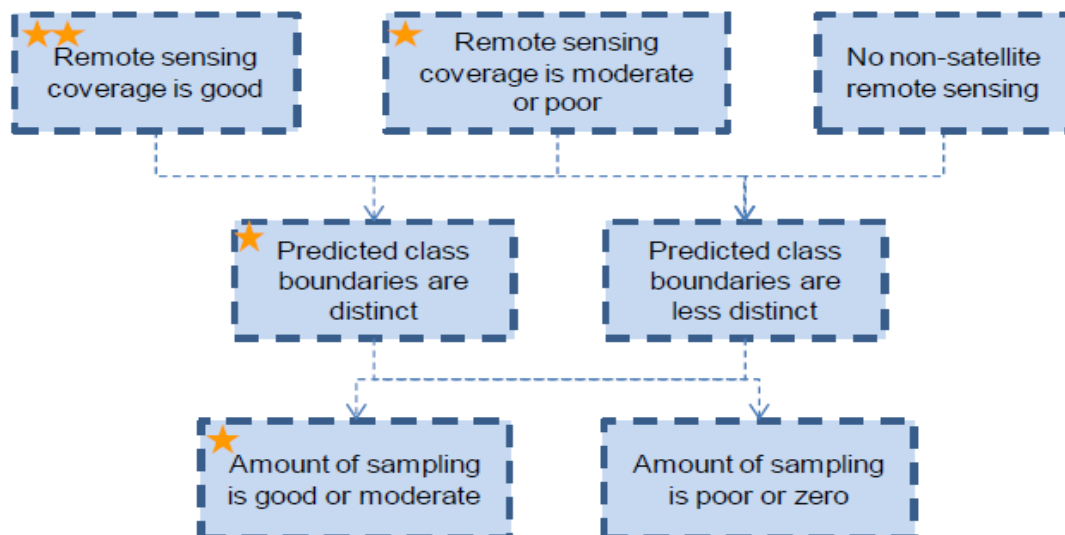 Remote sensing
coverage is good
Remote sensing
coverage is moderate
or poor
No non-satellite
remote sensing
Predicted class
boundaries are
distinct
Predicted class
boundaries are
less distinct
Amount of sampling
is good or moderate
Amount of sampling
is poor or zero